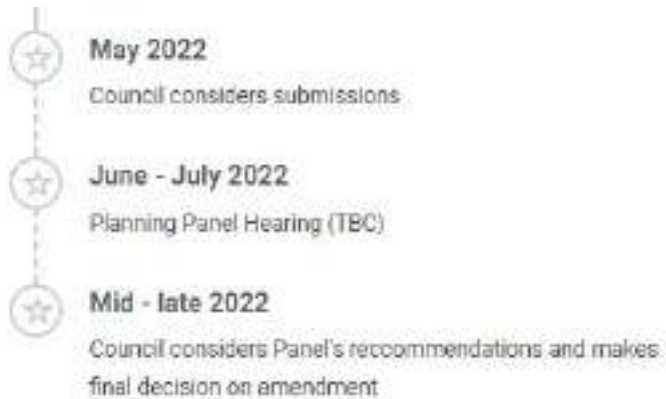 May 2022
Council considers submissions
June - July 2022
Planning Panel Hearing (TBC)
Mid - late 2022
Council considers Panel's reccommendations and makes
final decision on amendment